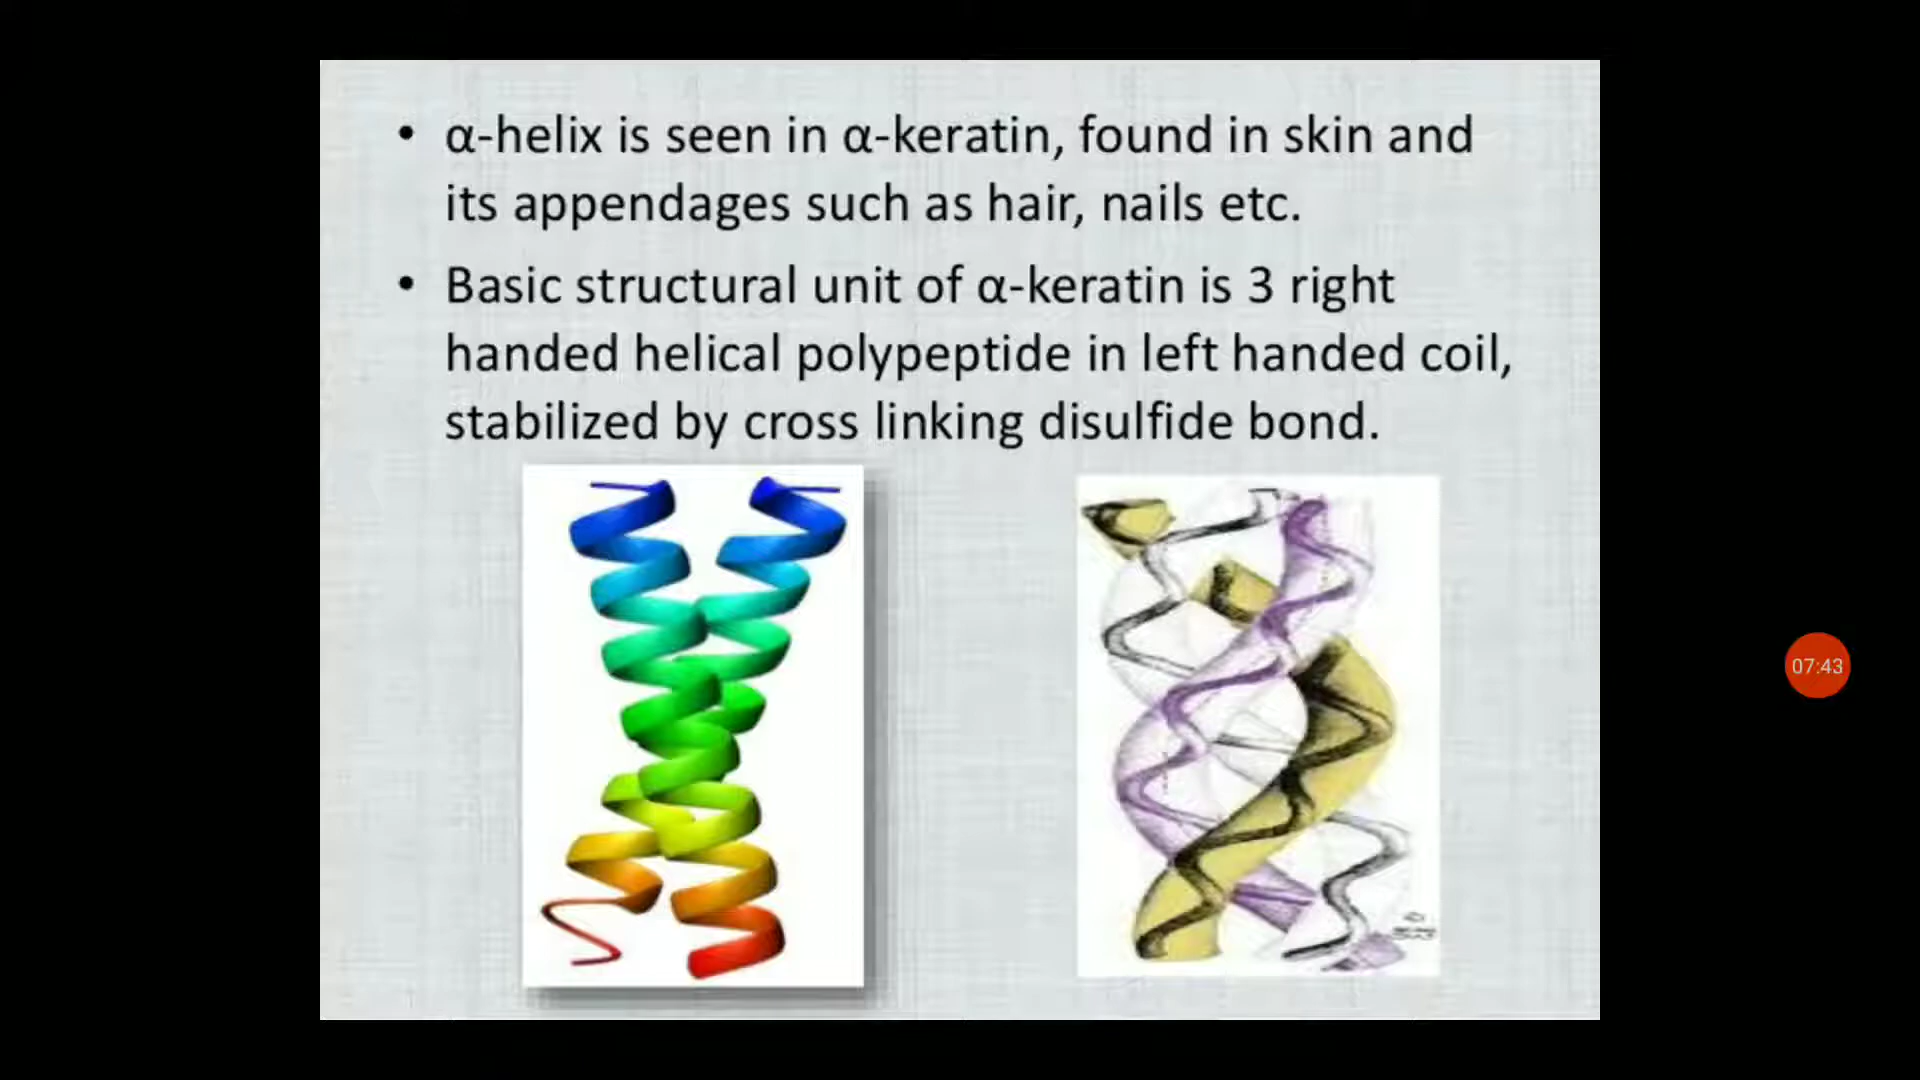 • α-helix is seen in α-keratin, found in skin and
its appendages such as hair, nails etc.
• Basic structural unit of α-keratin is 3 right
handed helical polypeptide in left handed coil,
stabilized by cross linking disulfide bond.
07:43